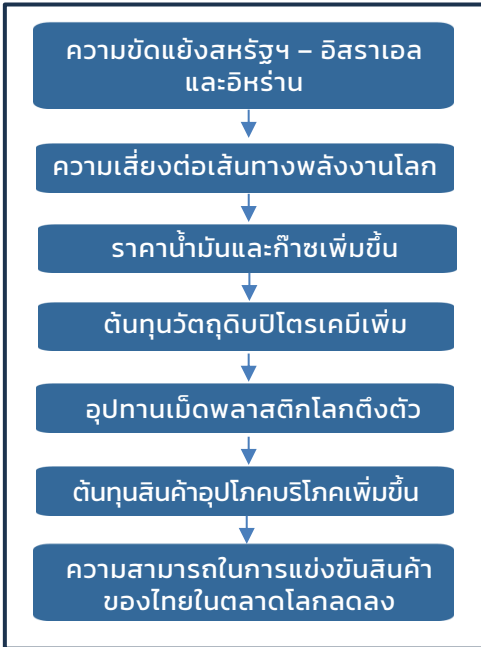 ความขัดแย้งสหรัฐฯ – อิสราเอล
และอิหร่าน
ความเสี่ยงต่อเส้นทางพลังงานโลก
ราคาน้ำมันและก๊าซเพิ่มขึ้น
ต้นทุนวัตถุดิบปิโตรเคมีเพิ่ม
อุปทานเม็ดพลาสติกโลกตึงตัว
ต้นทุนสินค้าอุปโภคบริโภคเพิ่มขึ้น
ความสามารถในการแข่งขันสินค้า
ของไทยในตลาดโลกลดลง